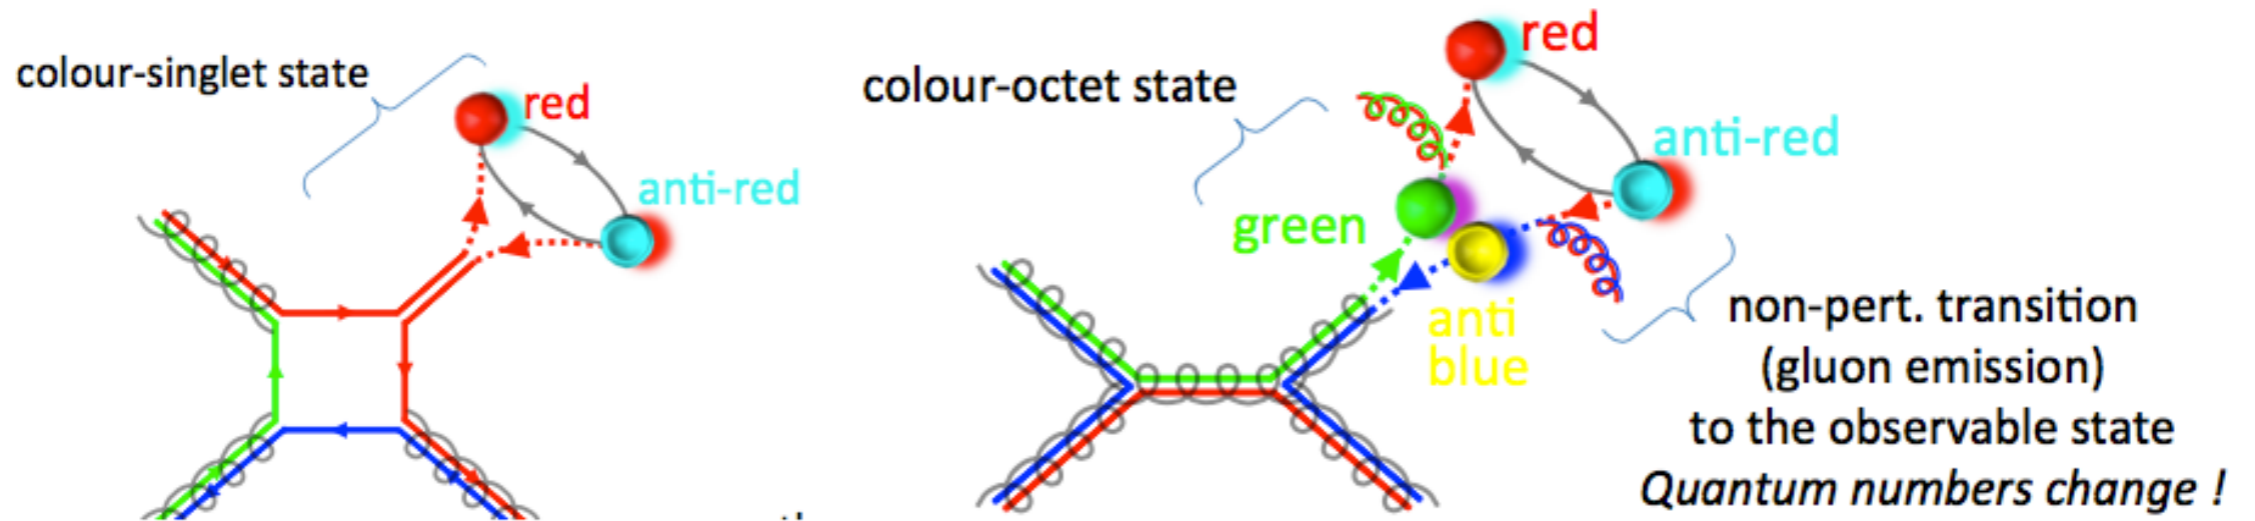 colour-singlet state
red
anti-red
colour-octet state
red
anti-red
green
anti
blue
non-pert. transition
(gluon emission)
to the observable state
Quantum numbers change !